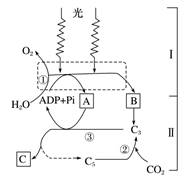 光
Ⅰ
O₂
①
H₂O
ADP+Pi
A
B
Ⅱ
C₃
③
C
②
C₅
CO₂